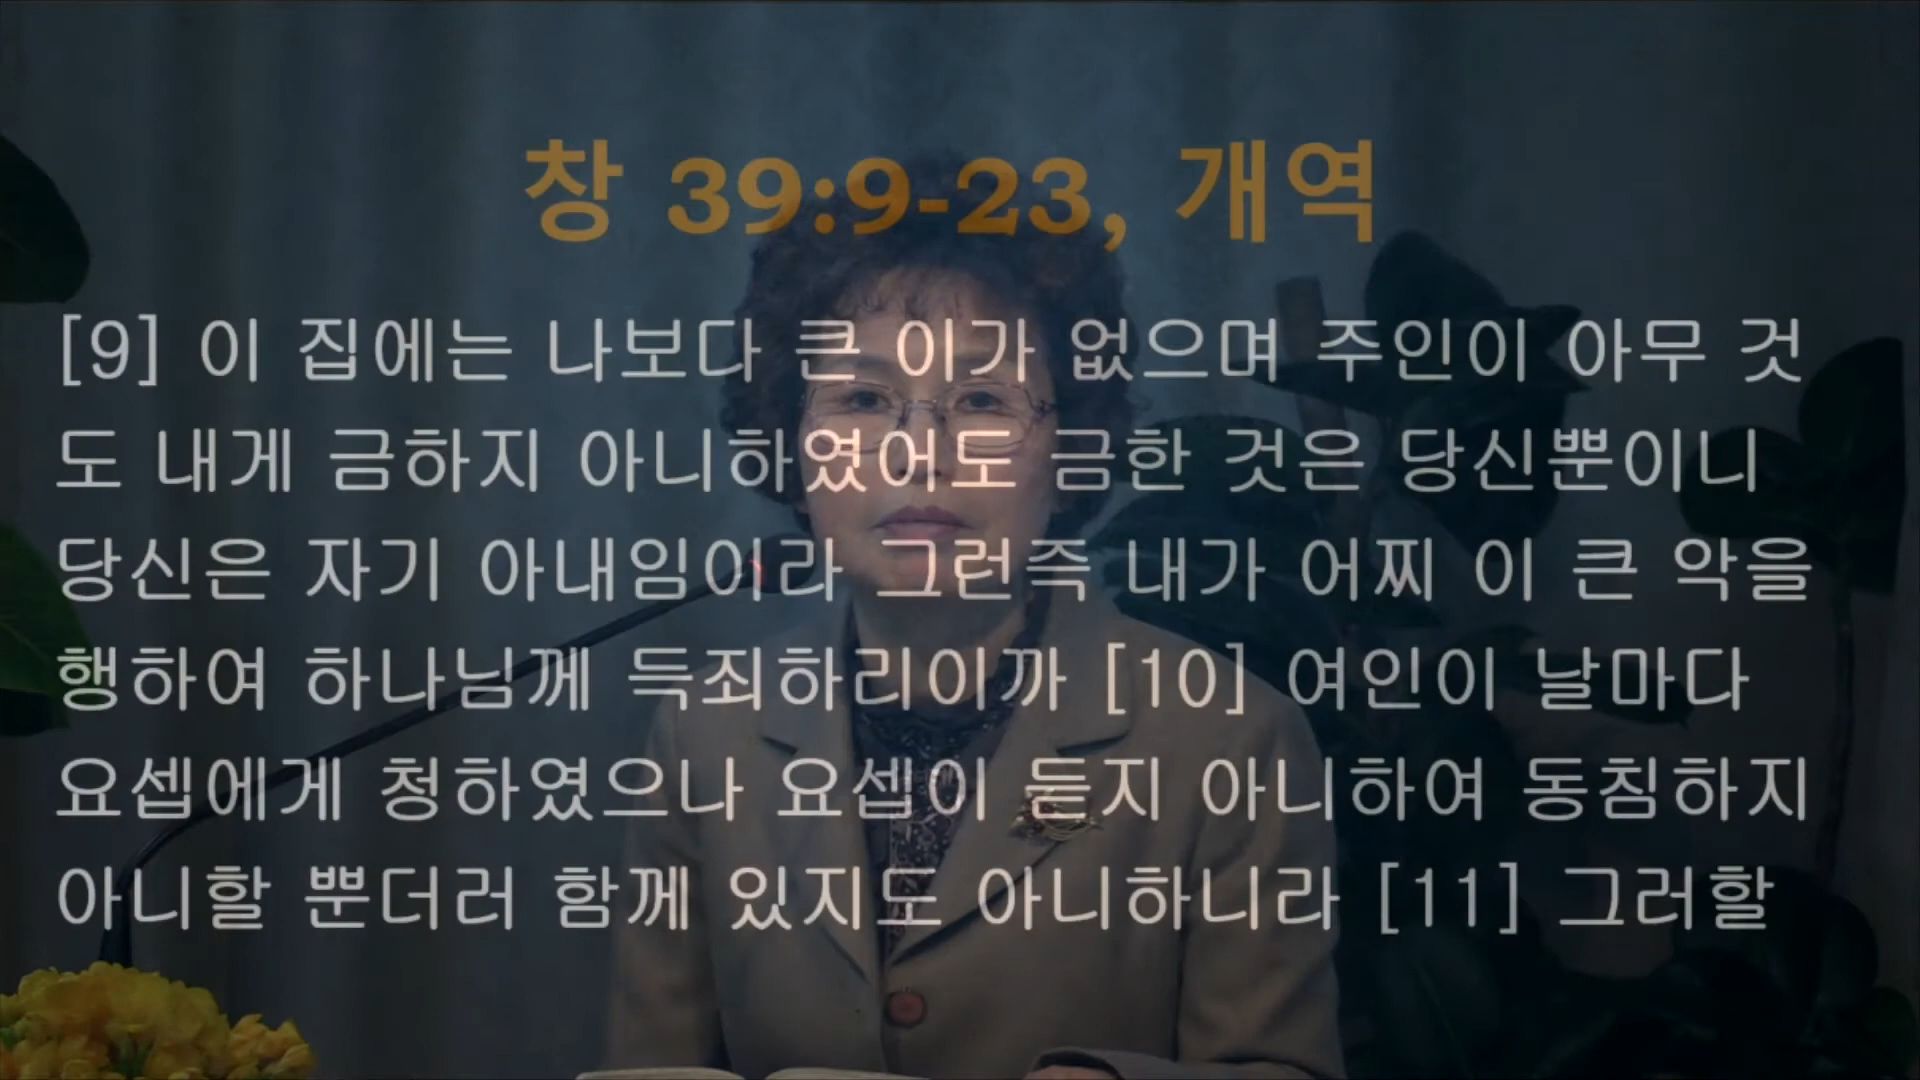 창 39:9-23, 개역
[9] 이 집에는 나보다 큰 이가 없으며 주인이 아무 것
도 내게 금하지 아니하였어도 금한 것은 당신뿐이니
당신은 자기 아내임이라 그런즉 내가 어찌 이 큰 악을
행하여 하나님께 득죄하리이까 [10] 여인이 날마다
요셉에게 청하였으나 요셉이 듣지 아니하여 동침하지
아니할 뿐더러 함께 있지도 아니하니라 [11] 그러할